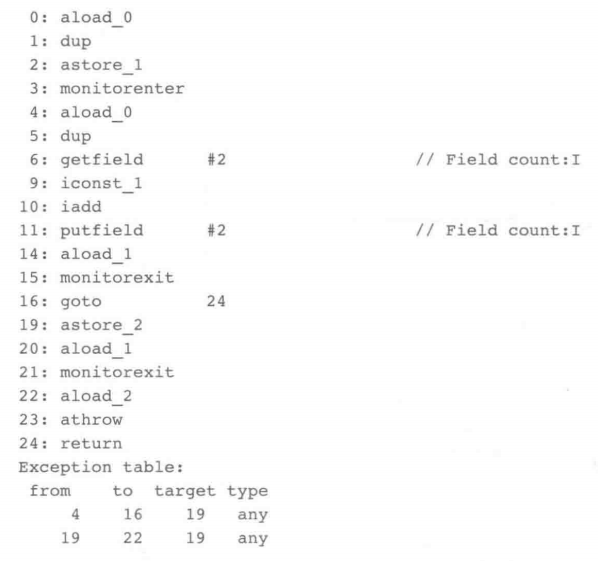 0: aload_0
1: dup
2: astore_1
3: monitorenter
4: aload_0
5: dup
6: getfield #2 // Field count:I
9: iconst_1
10: iadd
11: putfield #2 // Field count:I
14: aload_1
15: monitorexit
16: goto 24
19: astore_2
20: aload_1
21: monitorexit
22: aload_2
23: athrow
24: return
Exception table:
from to target type
4 16 19 any
19 22 19 any